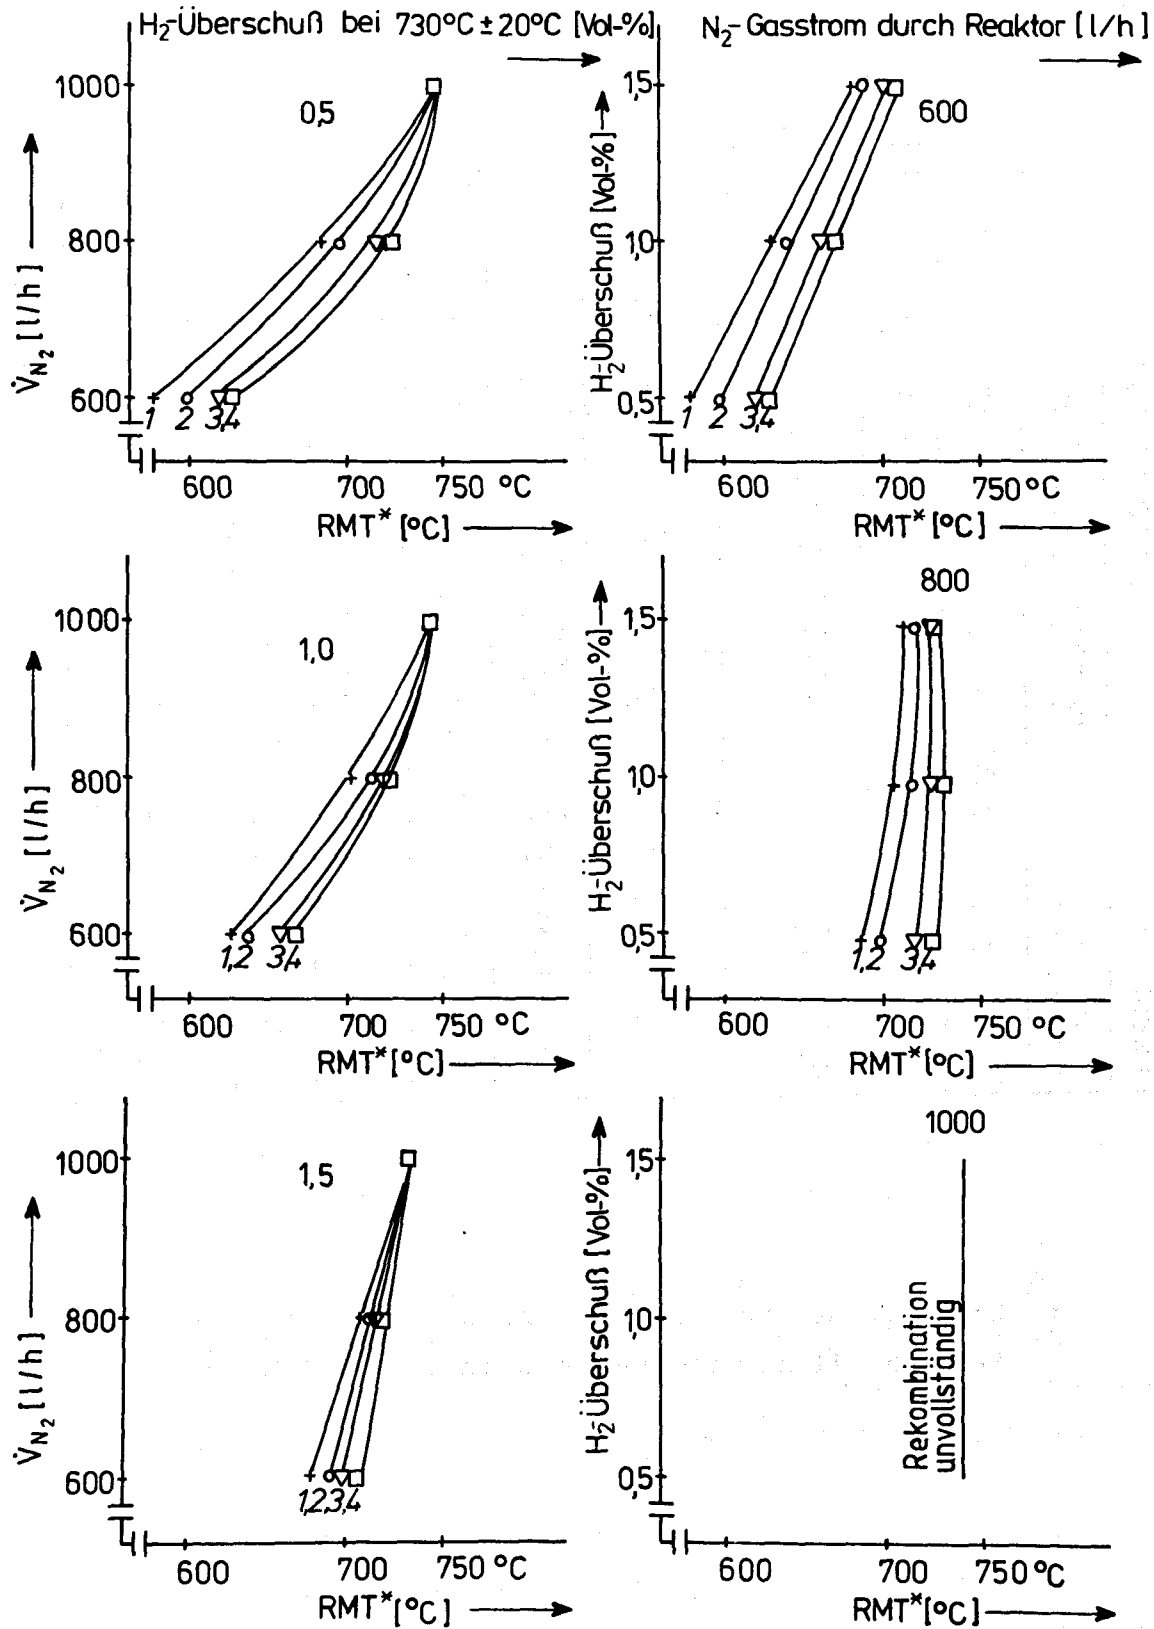 H₂-Überschuß bei 730°C ± 20°C [Vol-%]
N₂-Gasstrom durch Reaktor [l/h]
1000
800
600
V̇N₂ [l/h]
0,5
1 2 3,4
600 700 750 °C
RMT* [°C]
1,5
1,0
0,5
H₂-Überschuß [Vol-%]
600
1 2 3,4
600 700 750 °C
RMT* [°C]
1000
800
600
V̇N₂ [l/h]
1,0
1,2 3,4
600 700 750 °C
RMT* [°C]
1,5
1,0
0,5
H₂-Überschuß [Vol-%]
800
1,2 3,4
600 700 750 °C
RMT* [°C]
1000
800
600
V̇N₂ [l/h]
1,5
1,2,3,4
600 700 750 °C
RMT* [°C]
1,5
1,0
0,5
H₂-Überschuß [Vol-%]
1000
Rekombination
unvollständig
600 700 750 °C
RMT* [°C]